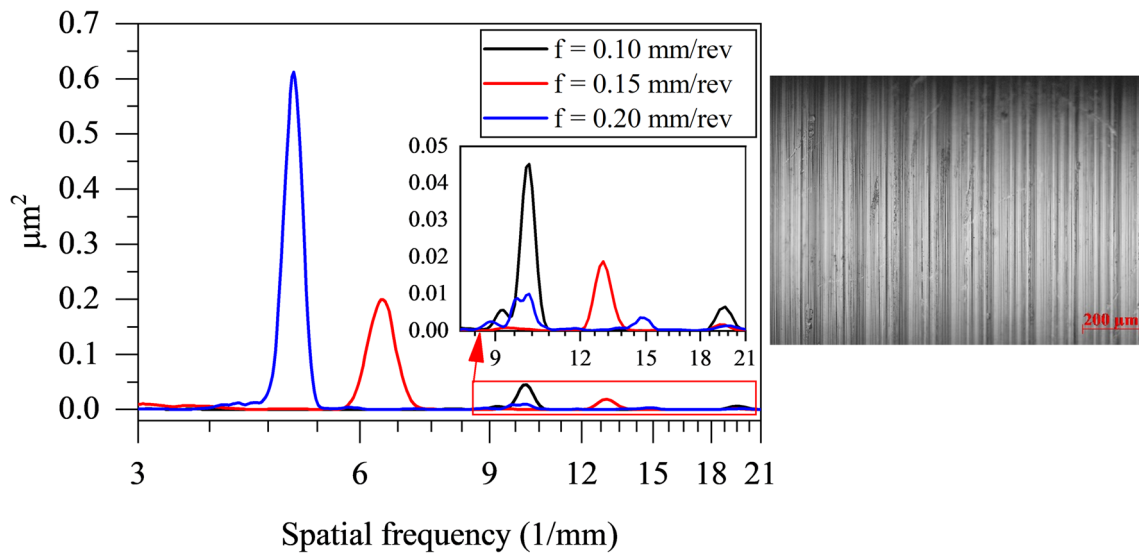 0.7
0.6
0.5
0.4
0.3
0.2
0.1
0.0
μm²
f = 0.10 mm/rev
f = 0.15 mm/rev
f = 0.20 mm/rev
0.05
0.04
0.03
0.02
0.01
0.00
9 12 15 18 21
3 6 9 12 15 18 21
Spatial frequency (1/mm)
200 μm